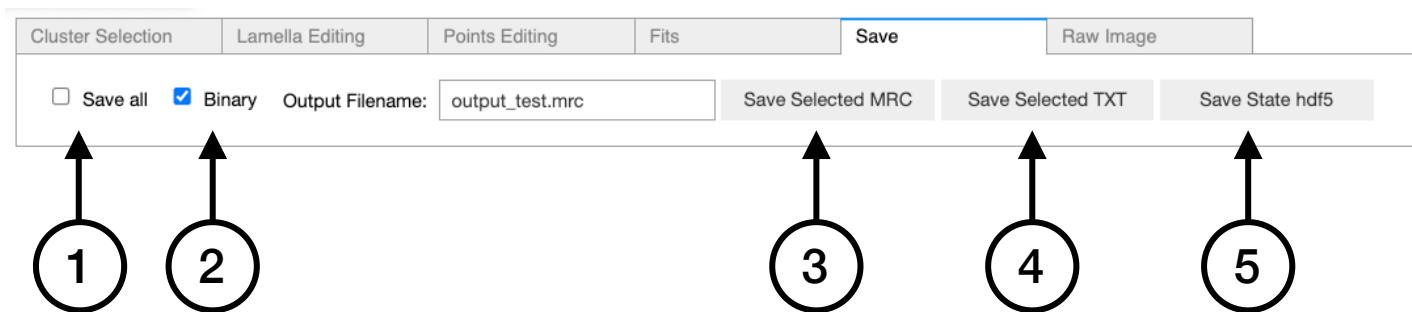 Cluster Selection Lamella Editing Points Editing Fits Save Raw Image
Save all Binary Output Filename: output_test.mrc Save Selected MRC Save Selected TXT Save State hdf5
1 2 3 4 5